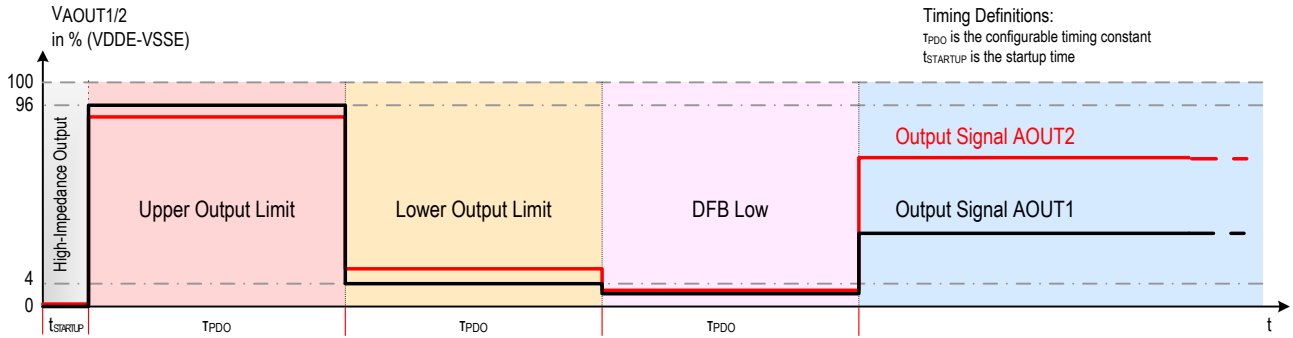 VAOUT1/2
in % (VDDE-VSSE)
Timing Definitions:
τPDO is the configurable timing constant
tSTARTUP is the startup time
100
96
High-Impedance Output
Upper Output Limit
Lower Output Limit
DFB Low
Output Signal AOUT2
Output Signal AOUT1
4
0
tSTARTUP
τPDO
τPDO
τPDO
t